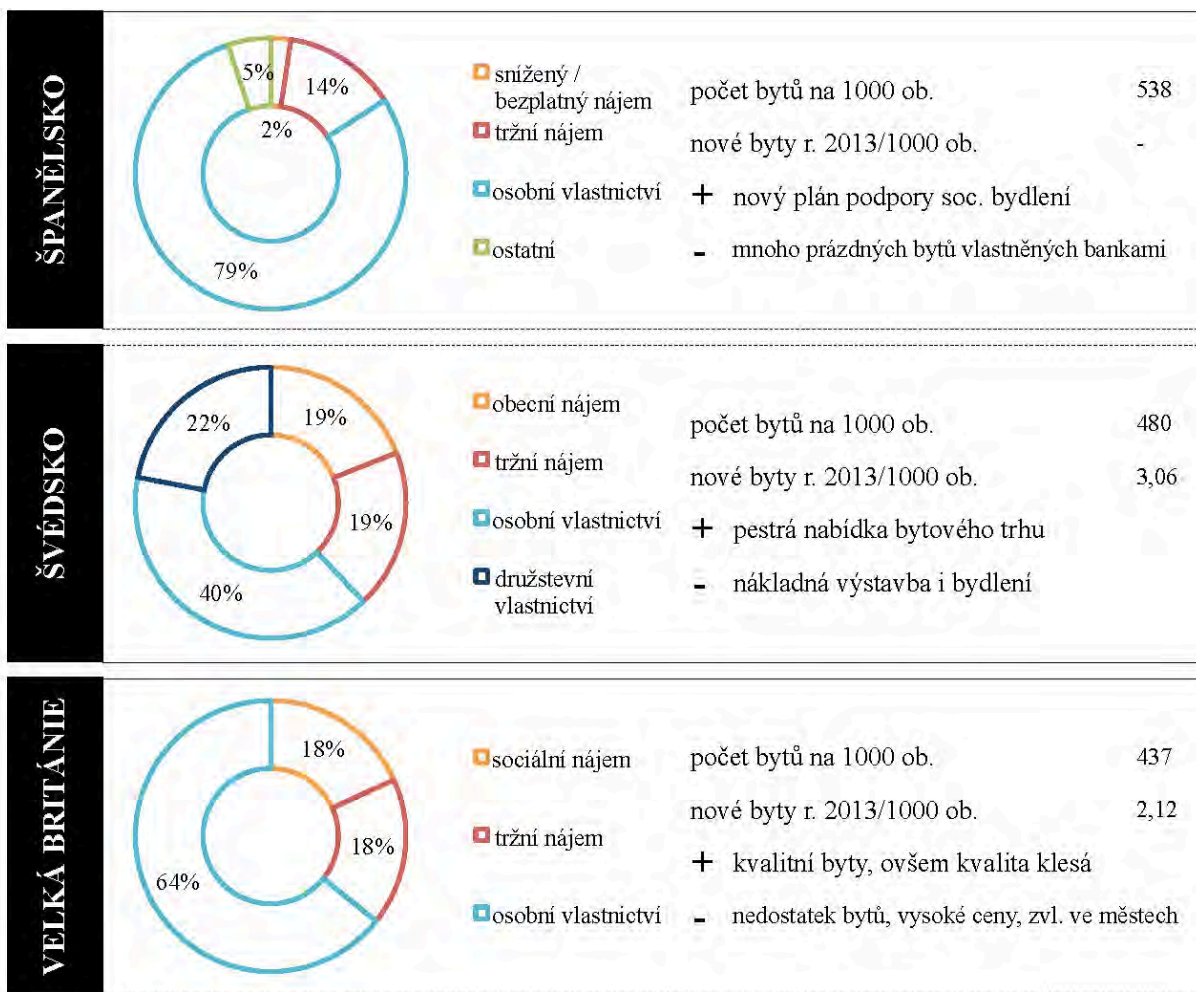 ŠPANĚLSKO
5%
14%
2%
79%
snížený /
bezplatný nájem
tržní nájem
osobní vlastnictví
ostatní
počet bytů na 1000 ob. 538
nové byty r. 2013/1000 ob. -
+ nový plán podpory soc. bydlení
- mnoho prázdných bytů vlastněných bankami
ŠVÉDSKO
22%
19%
19%
40%
obecní nájem
tržní nájem
osobní vlastnictví
družstevní
vlastnictví
počet bytů na 1000 ob. 480
nové byty r. 2013/1000 ob. 3,06
+ pestrá nabídka bytového trhu
- nákladná výstavba i bydlení
VELKÁ BRITÁNIE
18%
18%
64%
sociální nájem
tržní nájem
osobní vlastnictví
počet bytů na 1000 ob. 437
nové byty r. 2013/1000 ob. 2,12
+ kvalitní byty, ovšem kvalita klesá
- nedostatek bytů, vysoké ceny, zvl. ve městech